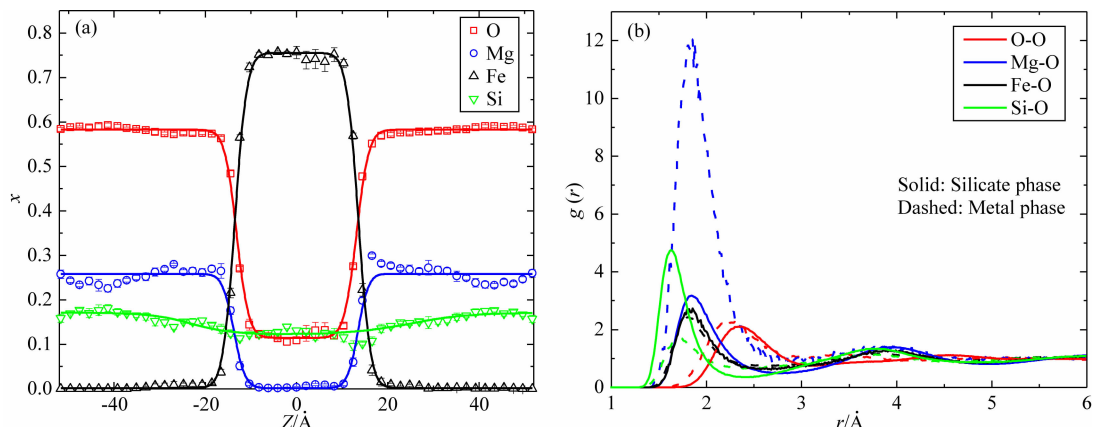 (a)
O
Mg
Fe
Si
0.8
0.7
0.6
0.5
0.4
0.3
0.2
0.1
0.0
x
-40
-20
0
20
40
Z/Å
(b)
O-O
Mg-O
Fe-O
Si-O
Solid: Silicate phase
Dashed: Metal phase
12
10
8
6
4
2
0
g (r)
1
2
3
4
5
6
r/Å